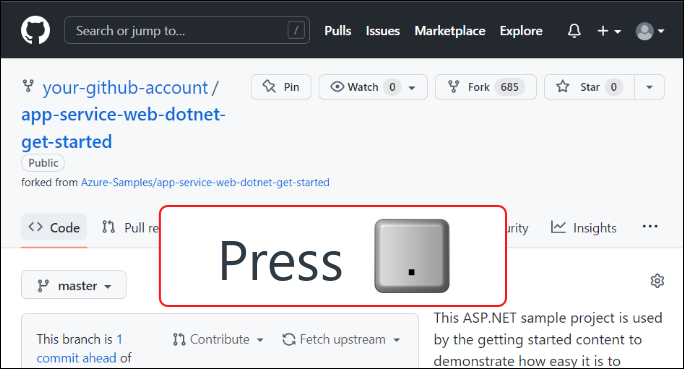 Search or jump to...
/
Pulls Issues Marketplace Explore
your-github-account /
app-service-web-dotnet-
get-started
Pin
Watch 0
Fork 685
Star 0
Public
forked from Azure-Samples/app-service-web-dotnet-get-started
Code
Pull re
urity
Insights
Press .
master
This branch is 1
commit ahead of
Contribute
Fetch upstream
This ASP.NET sample project is used
by the getting started content to
demonstrate how easy it is to